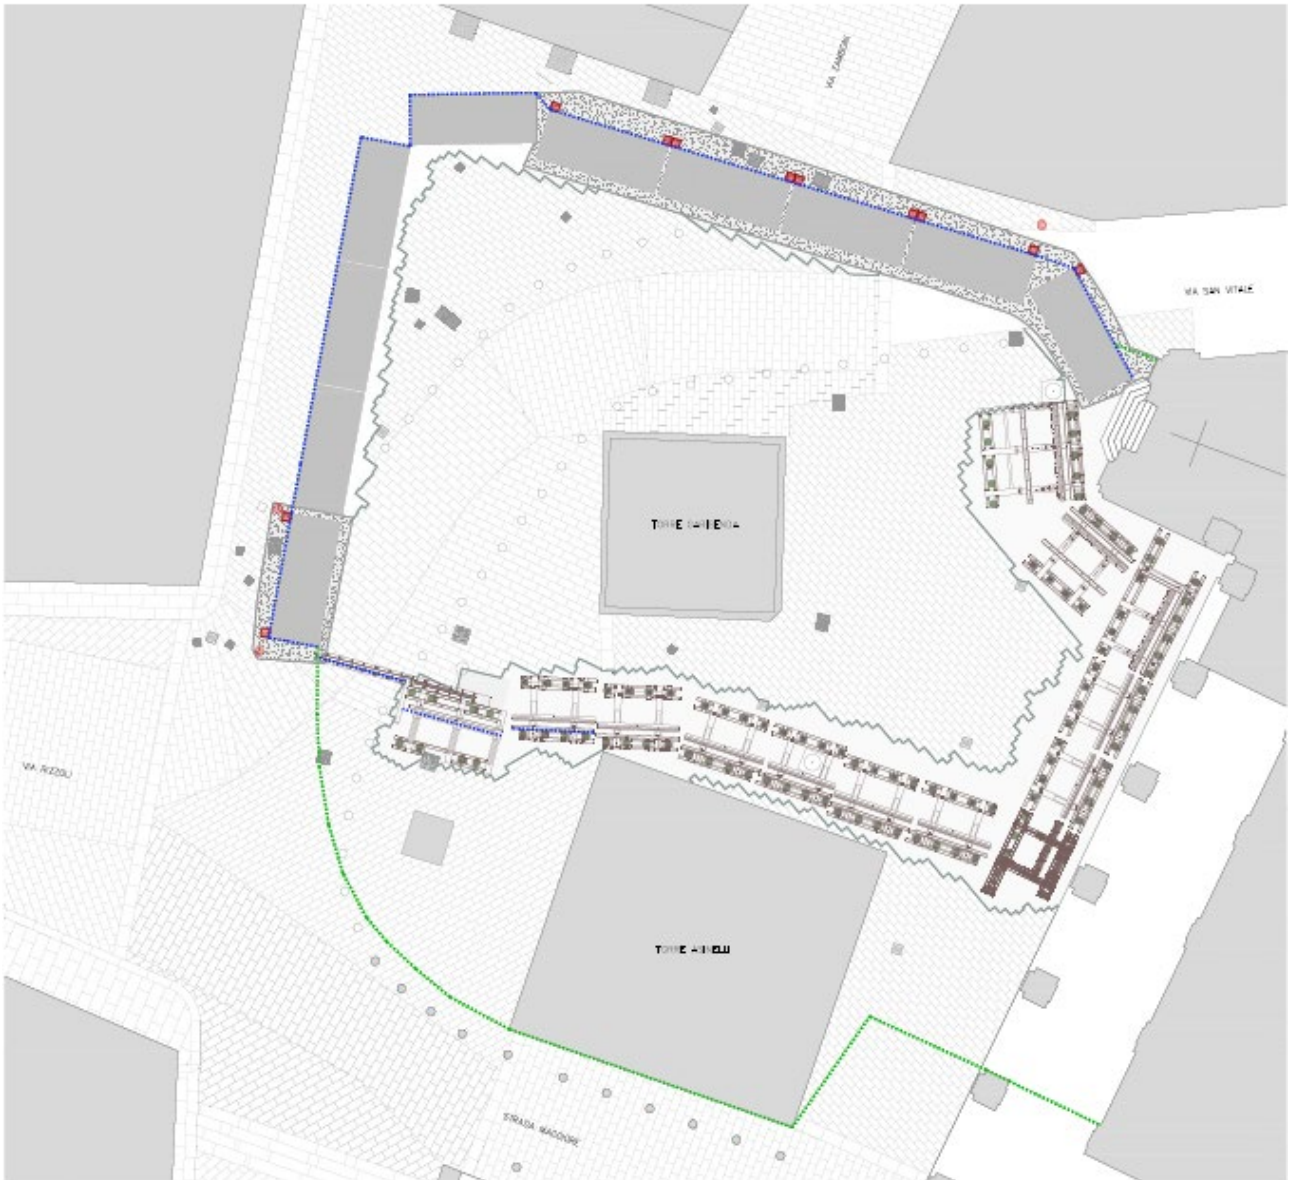 VIA ZAMBONI
VIA SAN VITALE
TORRE GARISENDA
VIA RIZZOLI
TORRE ASINELLI
STRADA MAGGIORE